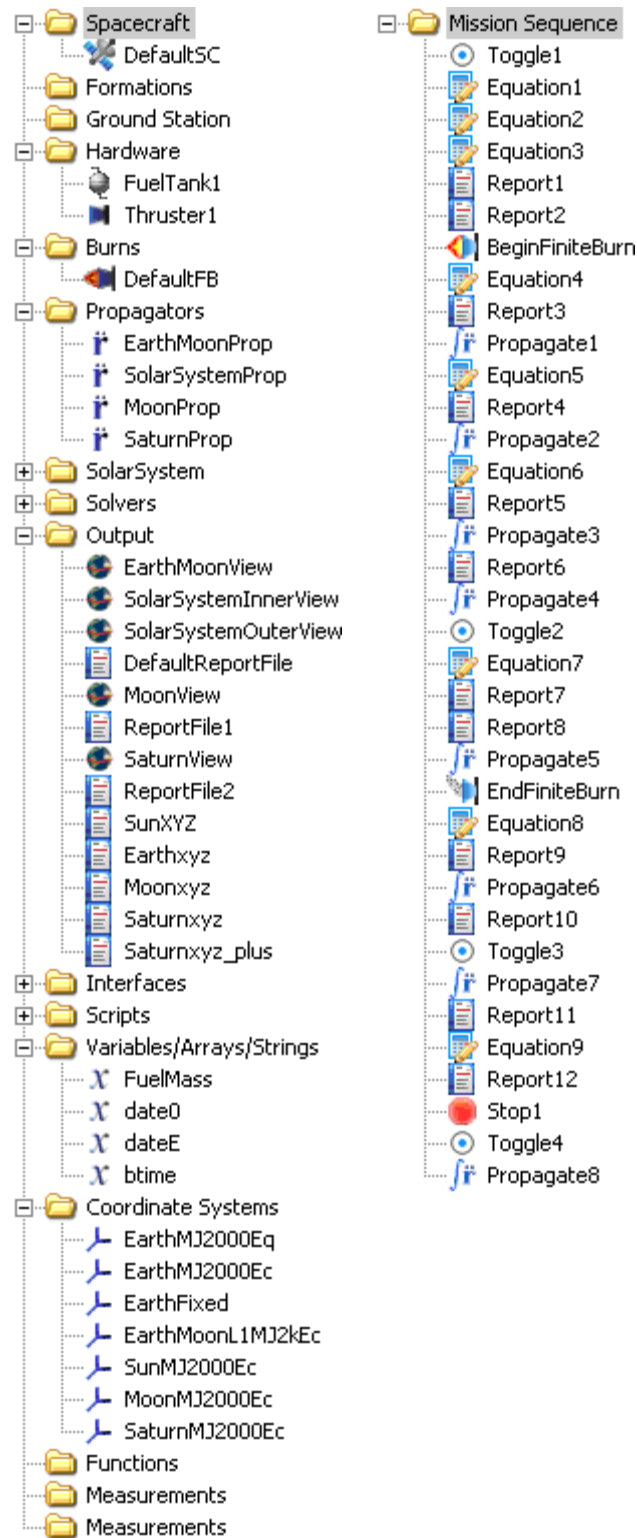 Spacecraft
DefaultSC
Formations
Ground Station
Hardware
FuelTank1
Thruster1
Burns
DefaultFB
Propagators
EarthMoonProp
SolarSystemProp
MoonProp
SaturnProp
SolarSystem
Solvers
Output
EarthMoonView
SolarSystemInnerView
SolarSystemOuterView
DefaultReportFile
MoonView
ReportFile1
SaturnView
ReportFile2
SunXYZ
Earthxyz
Moonxyz
Saturnxyz
Saturnxyz_plus
Interfaces
Scripts
Variables/Arrays/Strings
FuelMass
date0
dateE
btime
Coordinate Systems
EarthMJ2000Eq
EarthMJ2000Ec
EarthFixed
EarthMoonL1MJ2kEc
SunMJ2000Ec
MoonMJ2000Ec
SaturnMJ2000Ec
Functions
Measurements
Measurements
Mission Sequence
Toggle1
Equation1
Equation2
Equation3
Report1
Report2
BeginFiniteBurn
Equation4
Report3
Propagate1
Equation5
Report4
Propagate2
Equation6
Report5
Propagate3
Report6
Propagate4
Toggle2
Equation7
Report7
Report8
Propagate5
EndFiniteBurn
Equation8
Report9
Propagate6
Report10
Toggle3
Propagate7
Report11
Equation9
Report12
Stop1
Toggle4
Propagate8